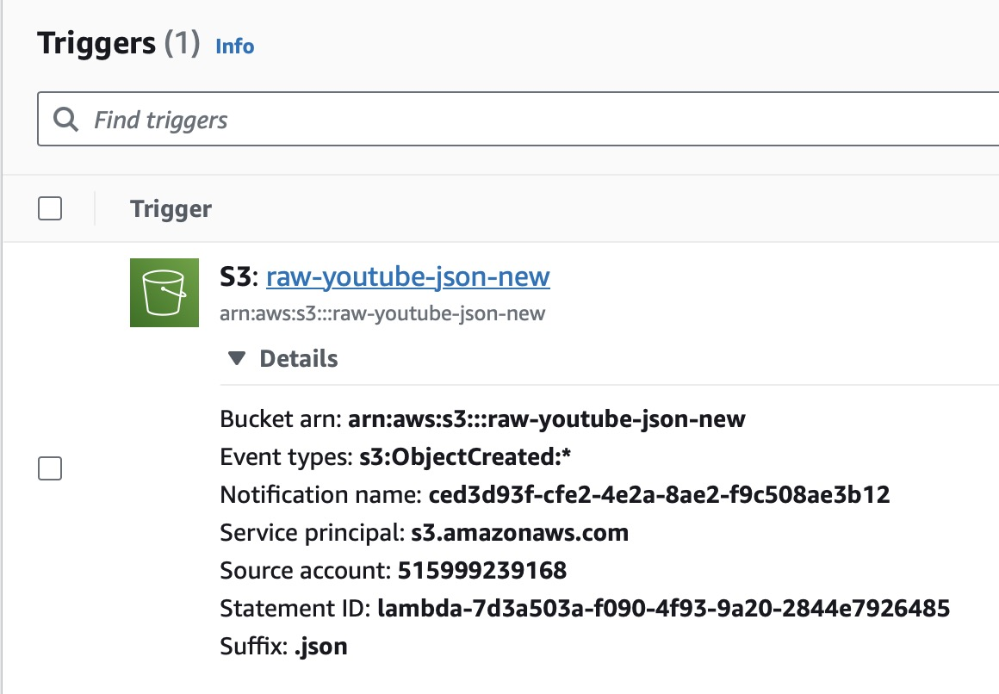 Triggers (1) Info
Find triggers
Trigger
S3: raw-youtube-json-new
arn:aws:s3:::raw-youtube-json-new
Details
Bucket arn: arn:aws:s3:::raw-youtube-json-new
Event types: s3:ObjectCreated:*
Notification name: ced3d93f-cfe2-4e2a-8ae2-f9c508ae3b12
Service principal: s3.amazonaws.com
Source account: 515999239168
Statement ID: lambda-7d3a503a-f090-4f93-9a20-2844e7926485
Suffix: .json